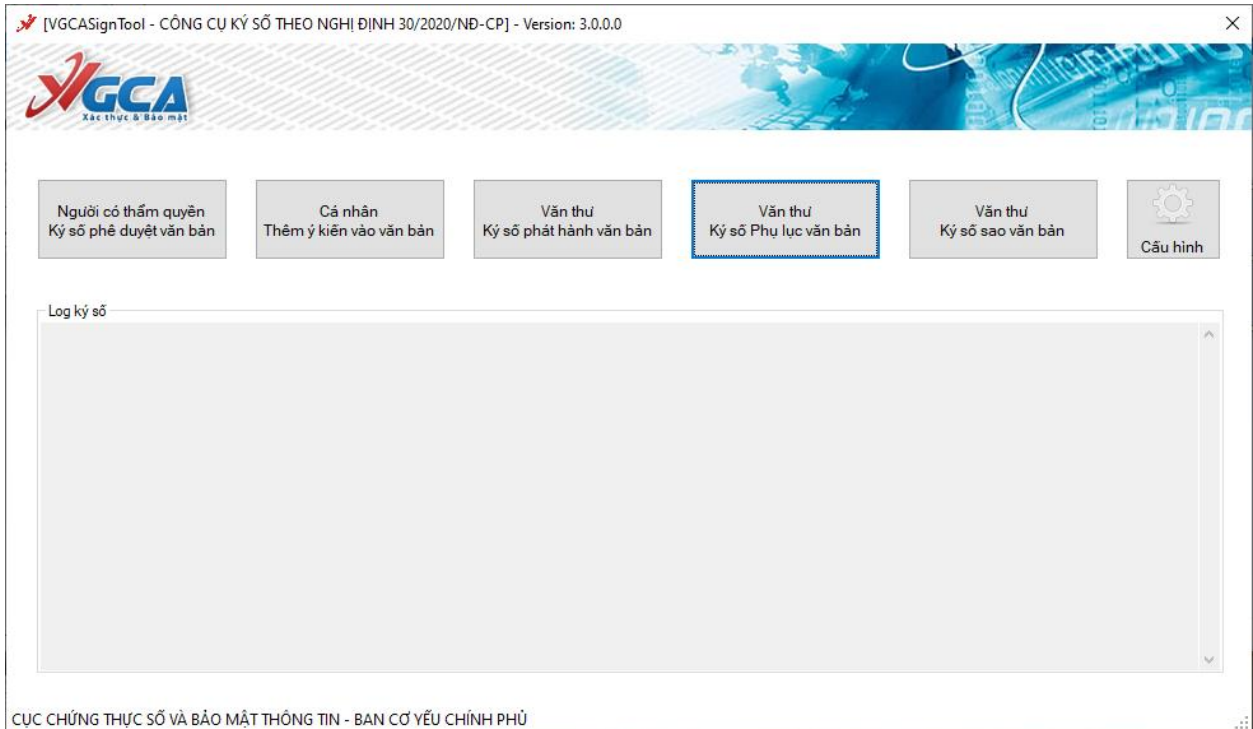 [VGCASignTool - CÔNG CỤ KÝ SỐ THEO NGHỊ ĐỊNH 30/2020/NĐ-CP] - Version: 3.0.0.0
VGCA
Xác thực & Bảo mật
Người có thẩm quyền
Ký số phê duyệt văn bản
Cá nhân
Thêm ý kiến vào văn bản
Văn thư
Ký số phát hành văn bản
Văn thư
Ký số Phụ lục văn bản
Văn thư
Ký số sao văn bản
Cấu hình
Log ký số
CỤC CHỨNG THỰC SỐ VÀ BẢO MẬT THÔNG TIN - BAN CƠ YẾU CHÍNH PHỦ